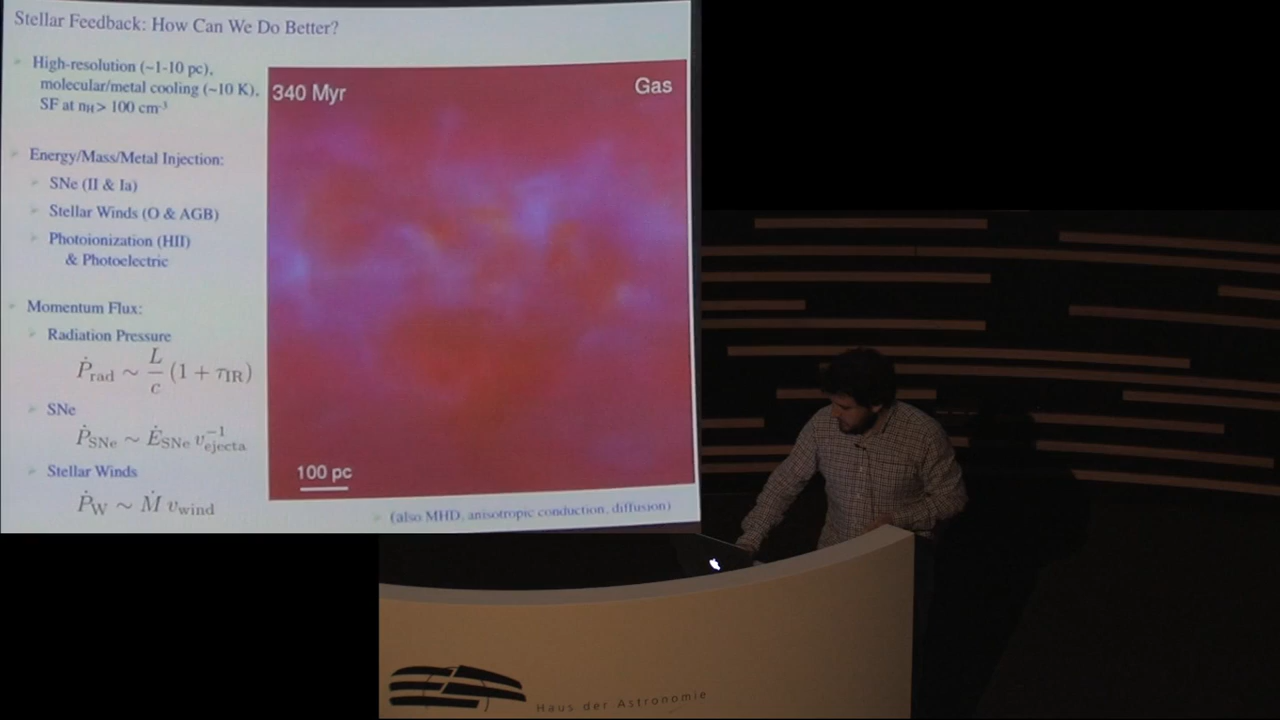 Stellar Feedback: How Can We Do Better?
High-resolution (~1-10 pc),
molecular/metal cooling (~10 K),
SF at nH > 100 cm-3
Energy/Mass/Metal Injection:
SNe (II & Ia)
Stellar Winds (O & AGB)
Photoionization (HII)
& Photoelectric
Momentum Flux:
Radiation Pressure
Ṗrad ~ L/c (1 + τIR)
SNe
ṖSNe ~ ĖSNe v⁻¹ejecta
Stellar Winds
ṖW ~ Ṁ vwind
340 Myr
Gas
100 pc
(also MHD, anisotropic conduction, diffusion)
Haus der Astronomie